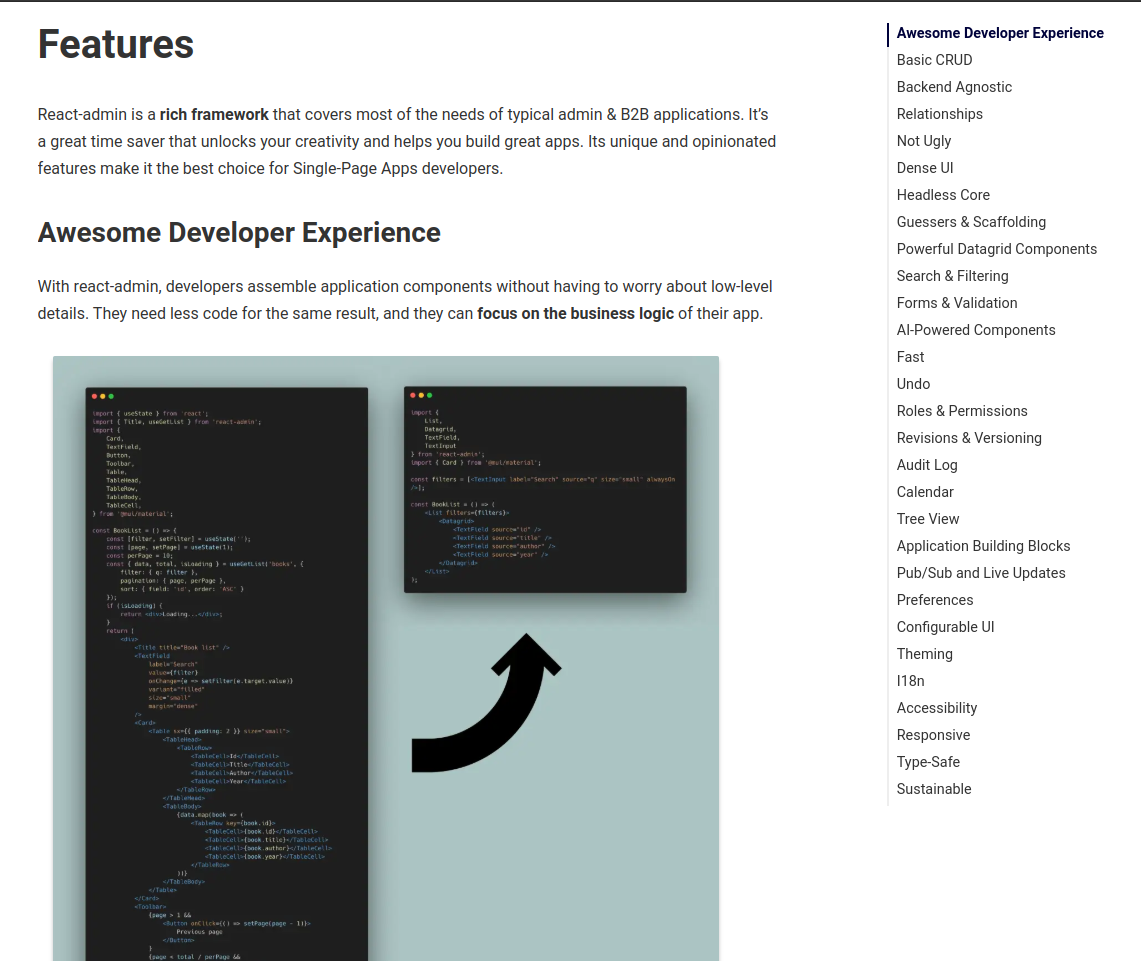 Features
React-admin is a rich framework that covers most of the needs of typical admin & B2B applications. It’s
a great time saver that unlocks your creativity and helps you build great apps. Its unique and opinionated
features make it the best choice for Single-Page Apps developers.
Awesome Developer Experience
With react-admin, developers assemble application components without having to worry about low-level
details. They need less code for the same result, and they can focus on the business logic of their app.
import { useState } from 'react';
import { Title, useGetList } from 'react-admin';
import {
Card,
TextField,
Button,
Toolbar,
Table,
TableHead,
TableRow,
TableBody,
TableCell,
} from '@mui/material';
const BookList = () => {
const [filter, setFilter] = useState('');
const [page, setPage] = useState(1);
const perPage = 10;
const { data, total, isLoading } = useGetList('books', {
filter: { q: filter },
pagination: { page, perPage },
sort: { field: 'id', order: 'ASC' }
});
if (isLoading) {
return <div>Loading...</div>;
}
return (
<div>
<Title title="Book list" />
<TextField
label="Search"
value={filter}
onChange={e => setFilter(e.target.value)}
variant="filled"
size="small"
margin="dense"
/>
<Card>
<Table sx={{ padding: 2 }} size="small">
<TableHead>
<TableRow>
<TableCell>Id</TableCell>
<TableCell>Title</TableCell>
<TableCell>Author</TableCell>
<TableCell>Year</TableCell>
</TableRow>
</TableHead>
<TableBody>
{data.map(book => (
<TableRow key={book.id}>
<TableCell>{book.id}</TableCell>
<TableCell>{book.title}</TableCell>
<TableCell>{book.author}</TableCell>
<TableCell>{book.year}</TableCell>
</TableRow>
))}
</TableBody>
</Table>
</Card>
<Toolbar>
{page > 1 &&
<Button onClick={() => setPage(page - 1)}>
Previous page
</Button>
}
{page < total / perPage &&
import {
List,
Datagrid,
TextField,
TextInput
} from 'react-admin';
import { Card } from '@mui/material';
const filters = [<TextInput label="Search" source="q" size="small" alwaysOn
/>];
const BookList = () => (
<List filters={filters}>
<Datagrid>
<TextField source="id" />
<TextField source="title" />
<TextField source="author" />
<TextField source="year" />
</Datagrid>
</List>
);
Awesome Developer Experience
Basic CRUD
Backend Agnostic
Relationships
Not Ugly
Dense UI
Headless Core
Guessers & Scaffolding
Powerful Datagrid Components
Search & Filtering
Forms & Validation
AI-Powered Components
Fast
Undo
Roles & Permissions
Revisions & Versioning
Audit Log
Calendar
Tree View
Application Building Blocks
Pub/Sub and Live Updates
Preferences
Configurable UI
Theming
I18n
Accessibility
Responsive
Type-Safe
Sustainable